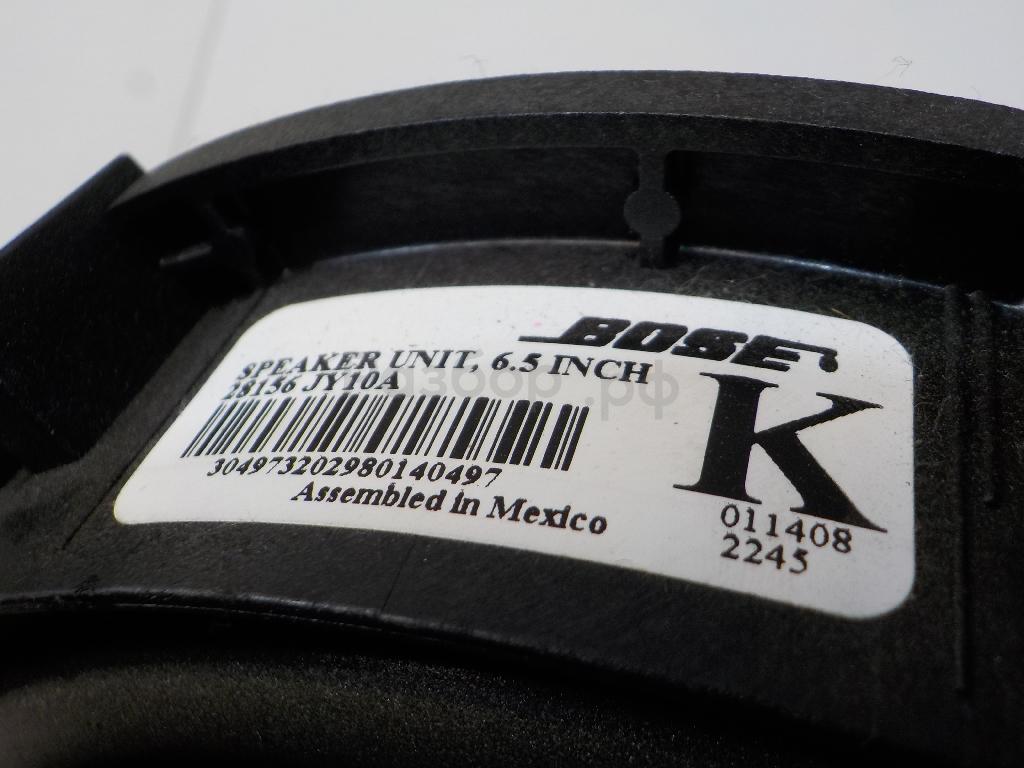 BOSE
SPEAKER UNIT, 6.5 INCH
28156 JY10A
304973202980140497
Assembled in Mexico
K
011408
2245